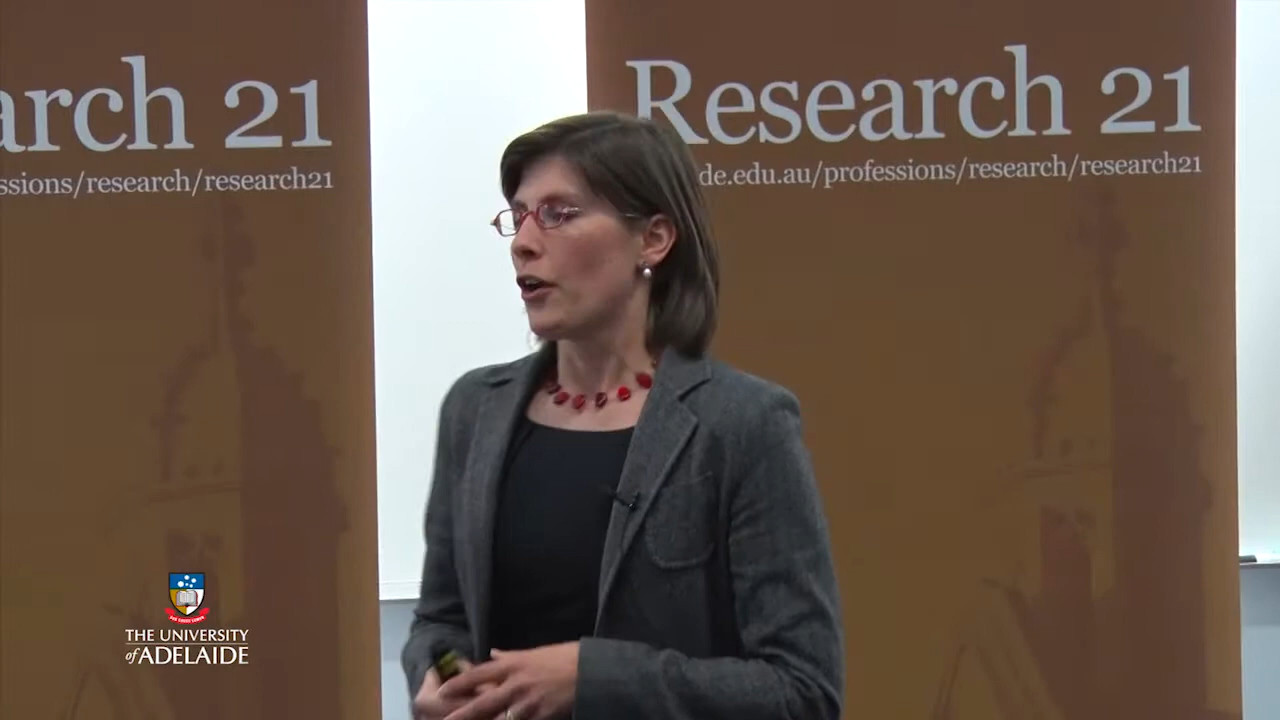 arch 21
ssions/research/research21
Research 21
de.edu.au/professions/research/research21
THE UNIVERSITY
of ADELAIDE